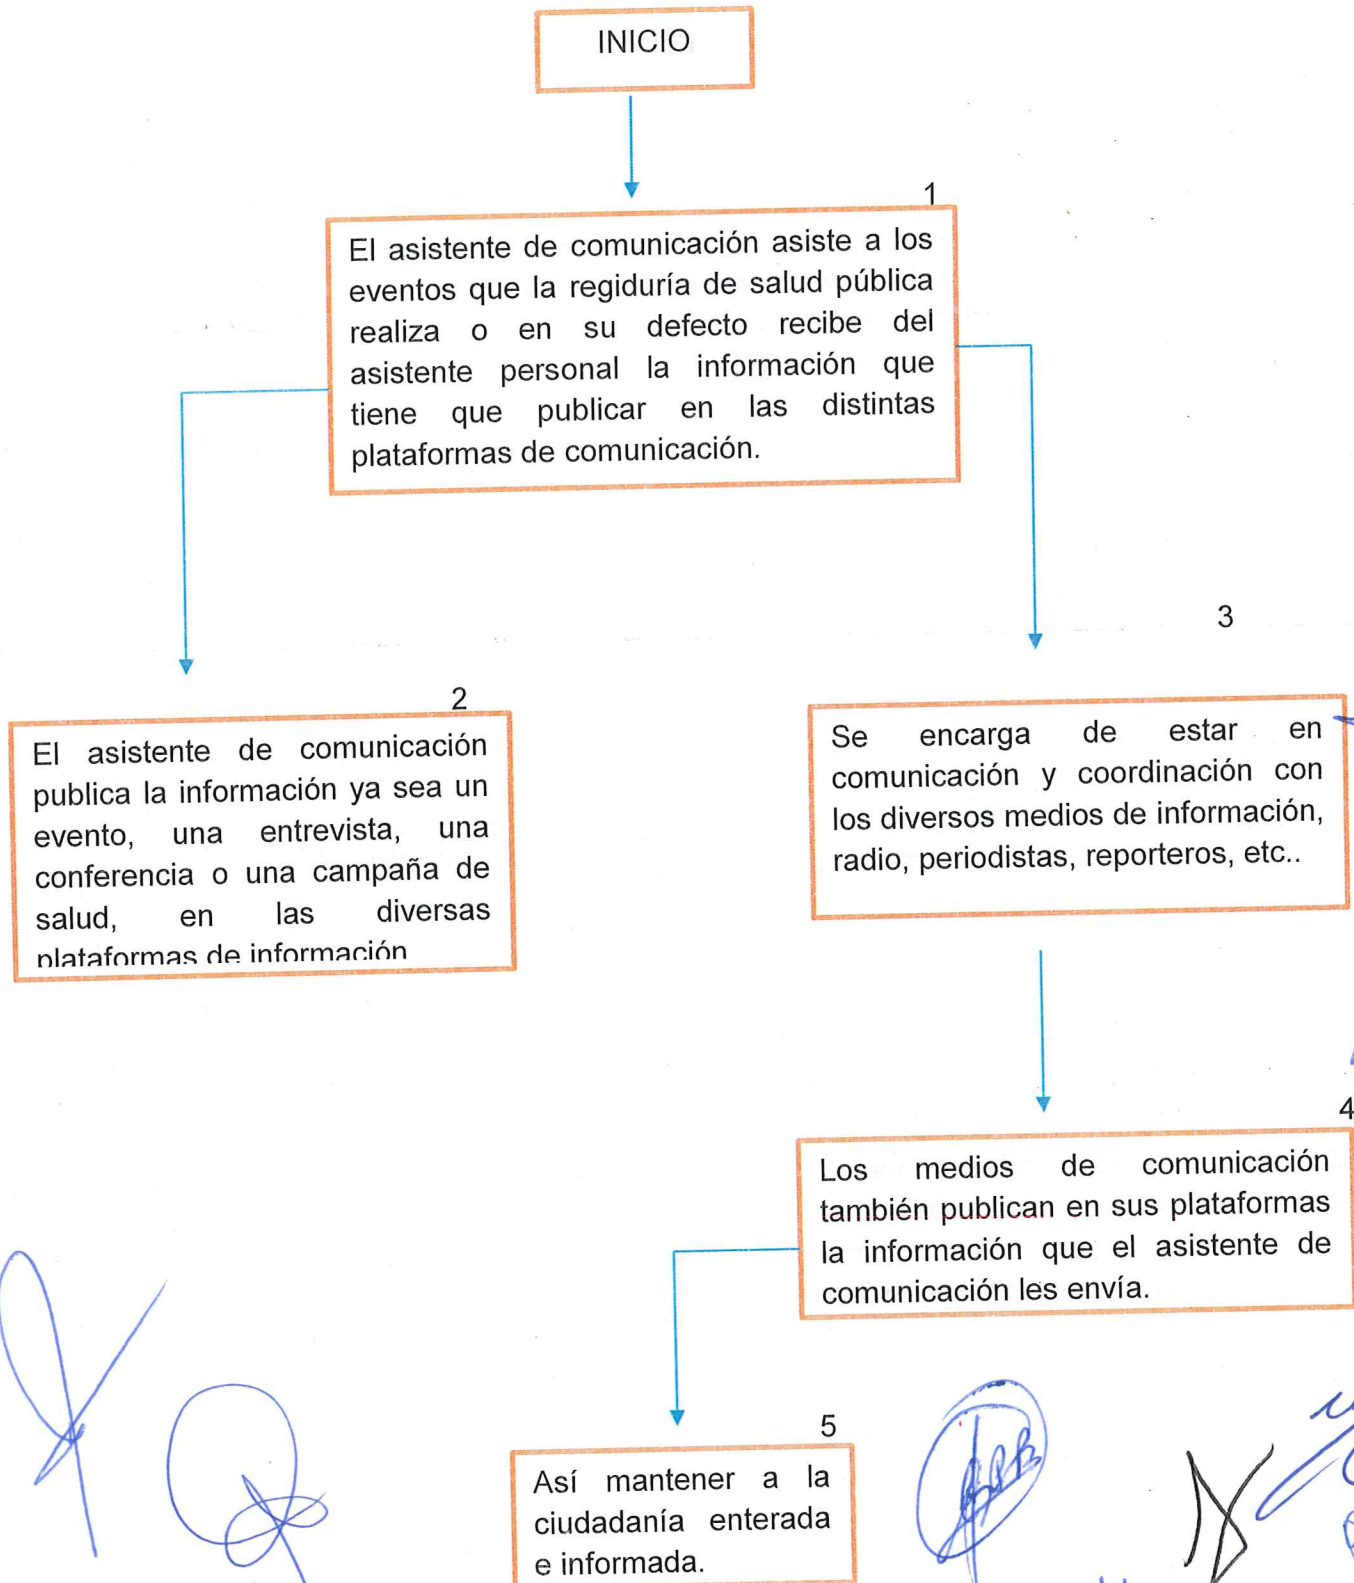 INICIO
1
El asistente de comunicación asiste a los
eventos que la regiduría de salud pública
realiza o en su defecto recibe del
asistente personal la información que
tiene que publicar en las distintas
plataformas de comunicación.
2
El asistente de comunicación
publica la información ya sea un
evento, una entrevista, una
conferencia o una campaña de
salud, en las diversas
plataformas de información
3
Se encarga de estar en
comunicación y coordinación con
los diversos medios de información,
radio, periodistas, reporteros, etc..
4
Los medios de comunicación
también publican en sus plataformas
la información que el asistente de
comunicación les envía.
5
Así mantener a la
ciudadanía enterada
e informada.